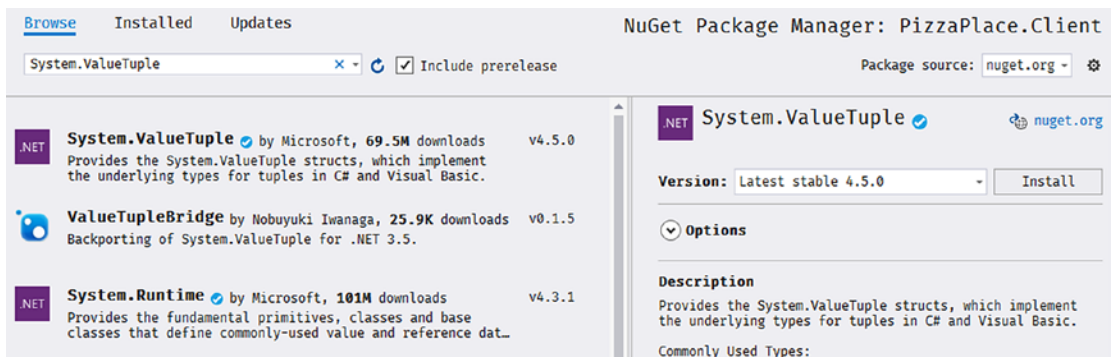 Browse Installed Updates
NuGet Package Manager: PizzaPlace.Client
System.ValueTuple
Include prerelease
Package source: nuget.org
.NET
System.ValueTuple by Microsoft, 69.5M downloads v4.5.0
Provides the System.ValueTuple structs, which implement
the underlying types for tuples in C# and Visual Basic.
ValueTupleBridge by Nobuyuki Iwanaga, 25.9K downloads v0.1.5
Backporting of System.ValueTuple for .NET 3.5.
.NET
System.Runtime by Microsoft, 101M downloads v4.3.1
Provides the fundamental primitives, classes and base
classes that define commonly-used value and reference dat…
.NET
System.ValueTuple
nuget.org
Version: Latest stable 4.5.0 Install
Options
Description
Provides the System.ValueTuple structs, which implement
the underlying types for tuples in C# and Visual Basic.
Commonly Used Types: